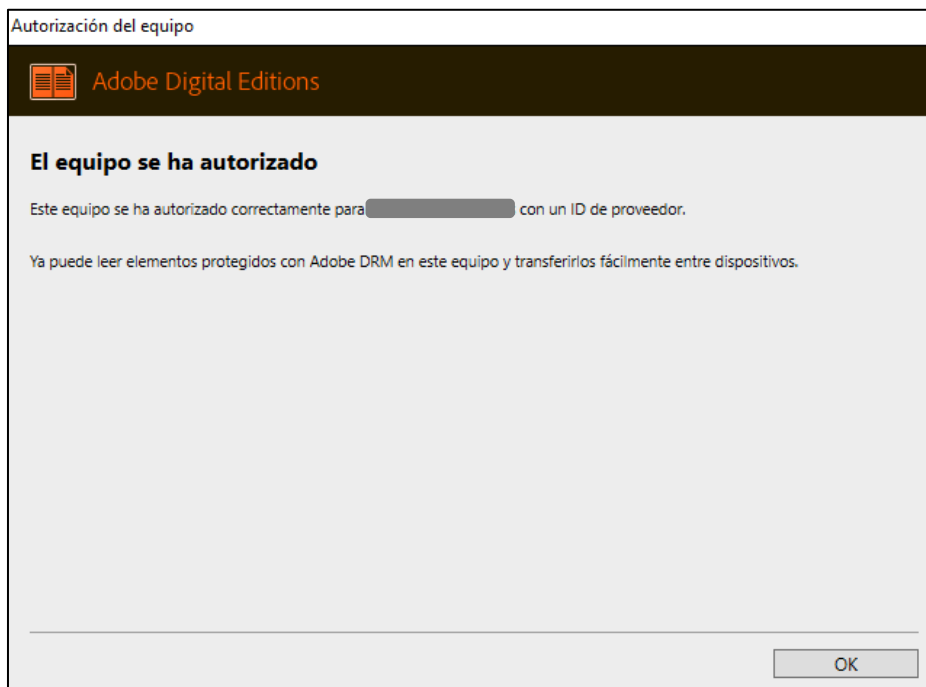 Autorización del equipo
Adobe Digital Editions
El equipo se ha autorizado
Este equipo se ha autorizado correctamente para con un ID de proveedor.
Ya puede leer elementos protegidos con Adobe DRM en este equipo y transferirlos fácilmente entre dispositivos.
OK